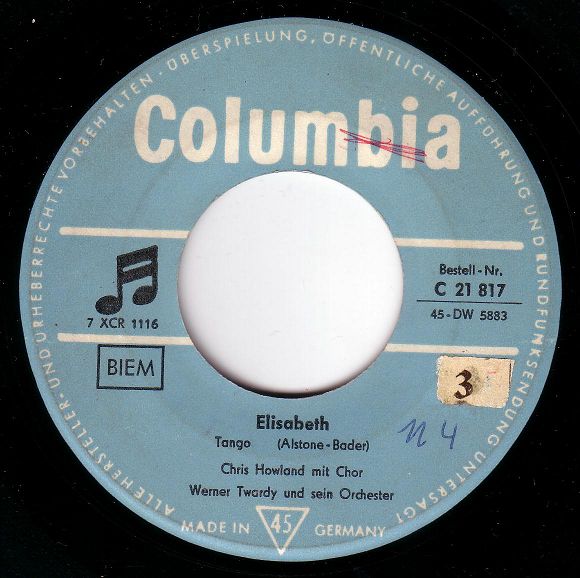 ALLE HERSTELLER- UND URHEBERRECHTE VORBEHALTEN · ÜBERSPIELUNG, ÖFFENTLICHE AUFFÜHRUNG UND RUNDFUNKSENDUNG UNTERSAGT
Columbia
7 XCR 1116
BIEM
Bestell-Nr.
C 21 817
45-DW 5883
3
Elisabeth
Tango (Alstone-Bader)
Chris Howland mit Chor
Werner Twardy und sein Orchester
MADE IN 45 GERMANY